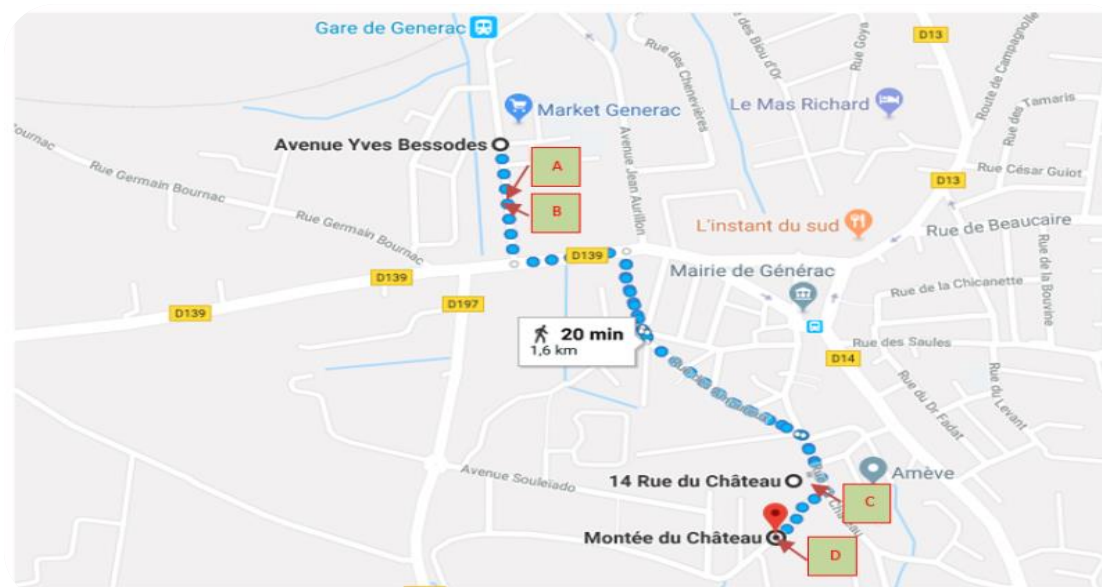 Gare de Generac
D13
Rue des Chenevières
Rue des Biou d'Or
Rue Goya
Route de Campagnolle
Market Generac
Le Mas Richard
Rue des Tamaris
Avenue Yves Bessodes
Avenue Jean Aurillon
Rue César Guiot
D13
A
Rue Germain Bournac
B
Rue Germain Bournac
L'instant du sud
Rue de Beaucaire
D139
D139
Mairie de Générac
Rue de la Chicanette
Rue de la Bouvine
D197
D139
20 min
1,6 km
Rue des Saules
D14
Rue du Dr Fadat
Rue du Levant
Avenue Souleiado
14 Rue du Château
Amève
C
Château
Montée du Château
D